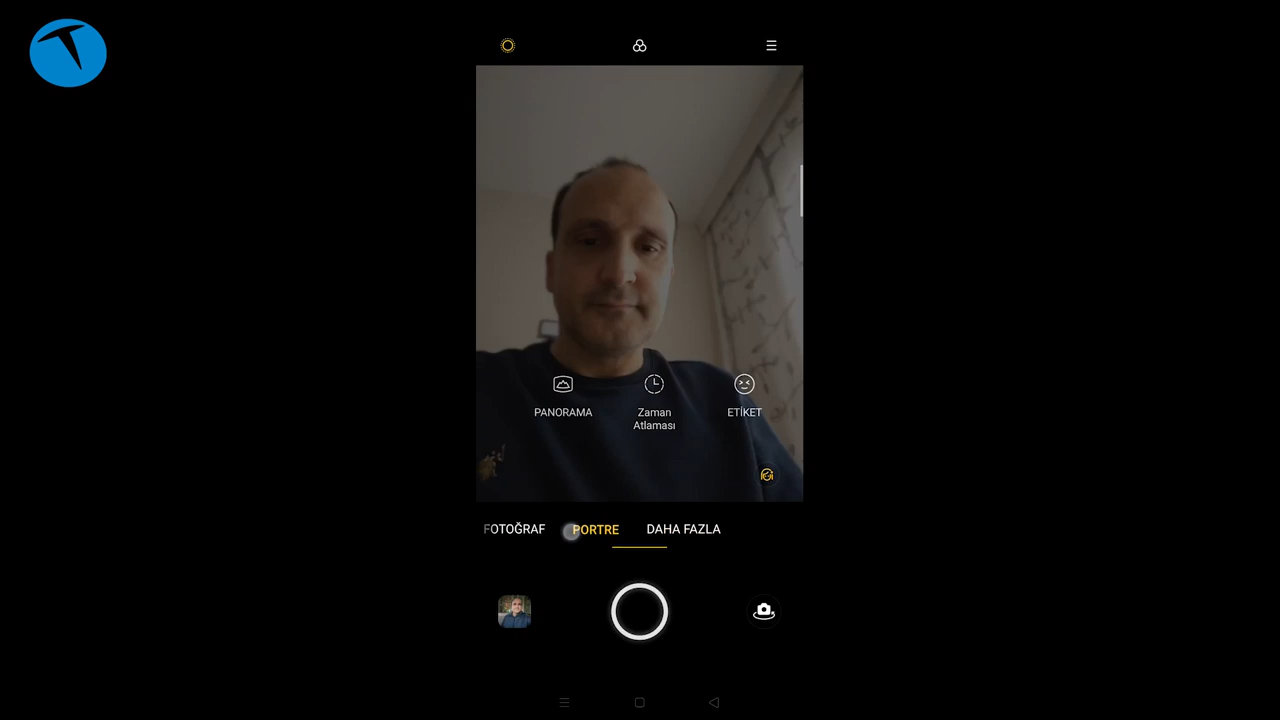 PANORAMA
Zaman
Atlaması
ETİKET
FOTOĞRAF
PORTRE
DAHA FAZLA